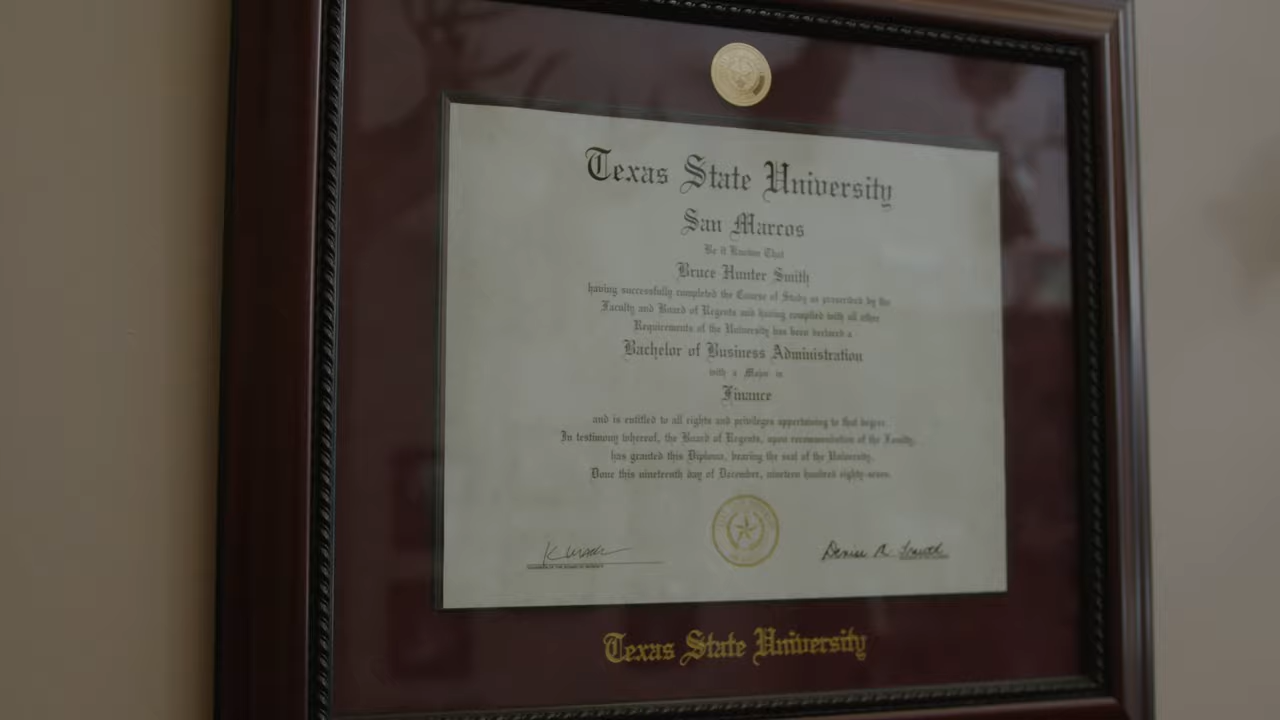 Texas State University
San Marcos
Be it Known That
Bruce Hunter Smith
having successfully completed the Course of Study as prescribed by the
Faculty and Board of Regents and having complied with all other
Requirements of the University has been declared a
Bachelor of Business Administration
with a Major in
Finance
and is entitled to all rights and privileges appertaining to that degree
In testimony whereof, the Board of Regents, upon recommendation of the Faculty,
has granted this Diploma, bearing the seal of the University.
Done this nineteenth day of December, nineteen hundred eighty-seven.
Denise
Texas State University